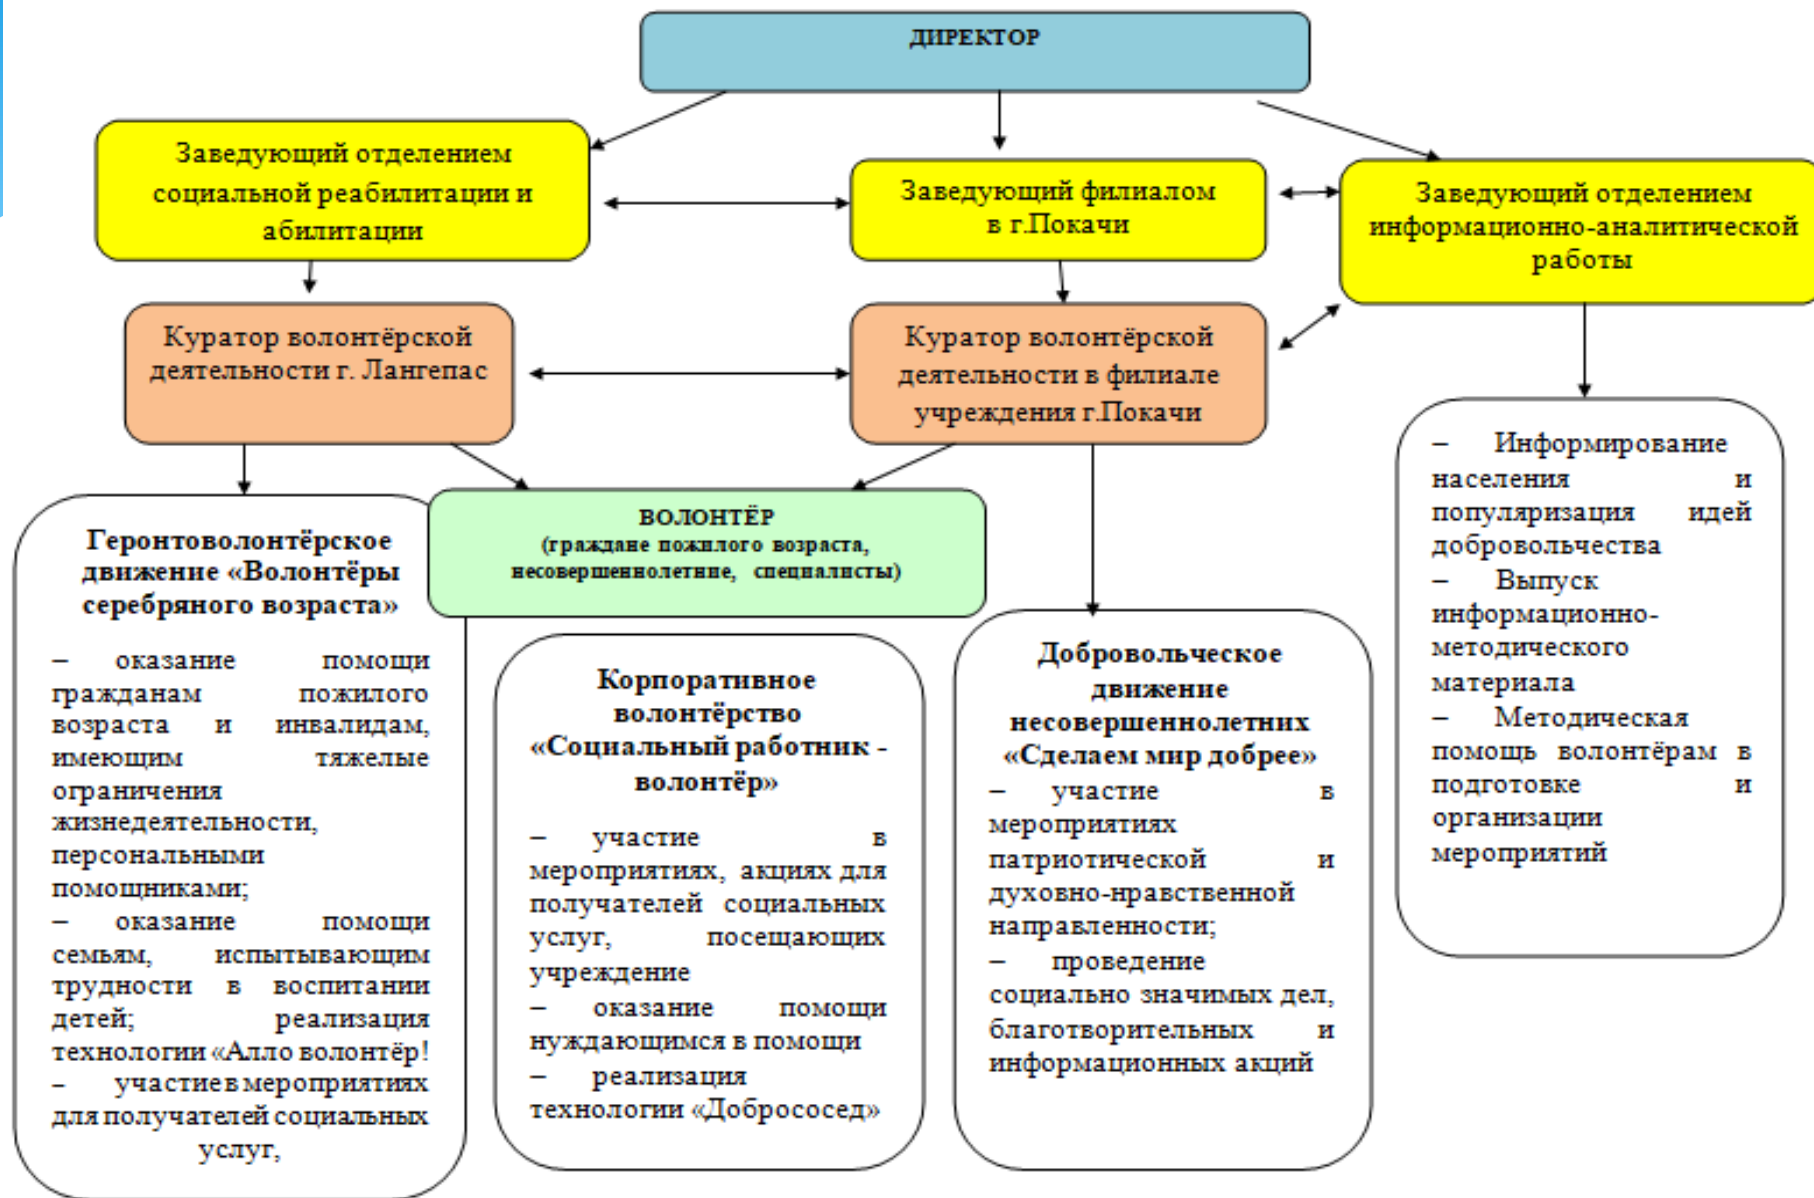 ДИРЕКТОР
Заведующий отделением
социальной реабилитации и
абилитации
Заведующий филиалом
в г.Покачи
Заведующий отделением
информационно-аналитической
работы
Куратор волонтёрской
деятельности г. Лангепас
Куратор волонтёрской
деятельности в филиале
учреждения г.Покачи
ВОЛОНТЁР
(граждане пожилого возраста,
несовершеннолетние, специалисты)
Геронтоволонтёрское
движение «Волонтёры
серебряного возраста»
– оказание помощи
гражданам пожилого
возраста и инвалидам,
имеющим тяжелые
ограничения
жизнедеятельности,
персональными
помощниками;
– оказание помощи
семьям, испытывающим
трудности в воспитании
детей; реализация
технологии «Алло волонтёр!
– участие в мероприятиях
для получателей социальных
услуг,
Корпоративное
волонтёрство
«Социальный работник -
волонтёр»
– участие в
мероприятиях, акциях для
получателей социальных
услуг, посещающих
учреждение
– оказание помощи
нуждающимся в помощи
– реализация
технологии «Добрососед»
Добровольческое
движение
несовершеннолетних
«Сделаем мир добрее»
– участие в
мероприятиях
патриотической и
духовно-нравственной
направленности;
– проведение
социально значимых дел,
благотворительных и
информационных акций
– Информирование
населения и
популяризация идей
добровольчества
– Выпуск
информационно-
методического
материала
– Методическая
помощь волонтёрам в
подготовке и
организации
мероприятий